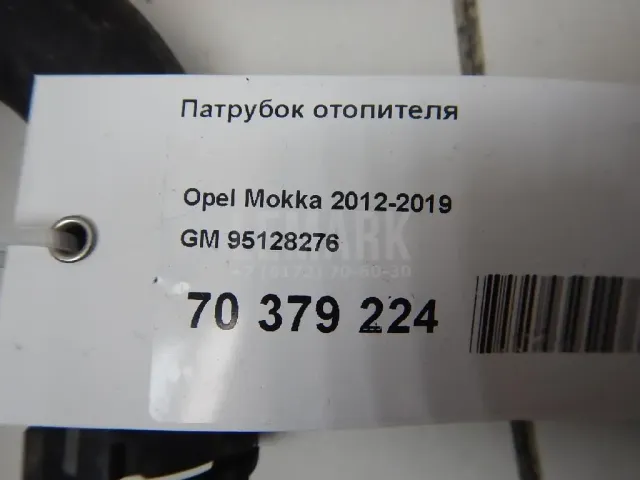 Патрубок отопителя
Opel Mokka 2012-2019
GM 95128276
70 379 224